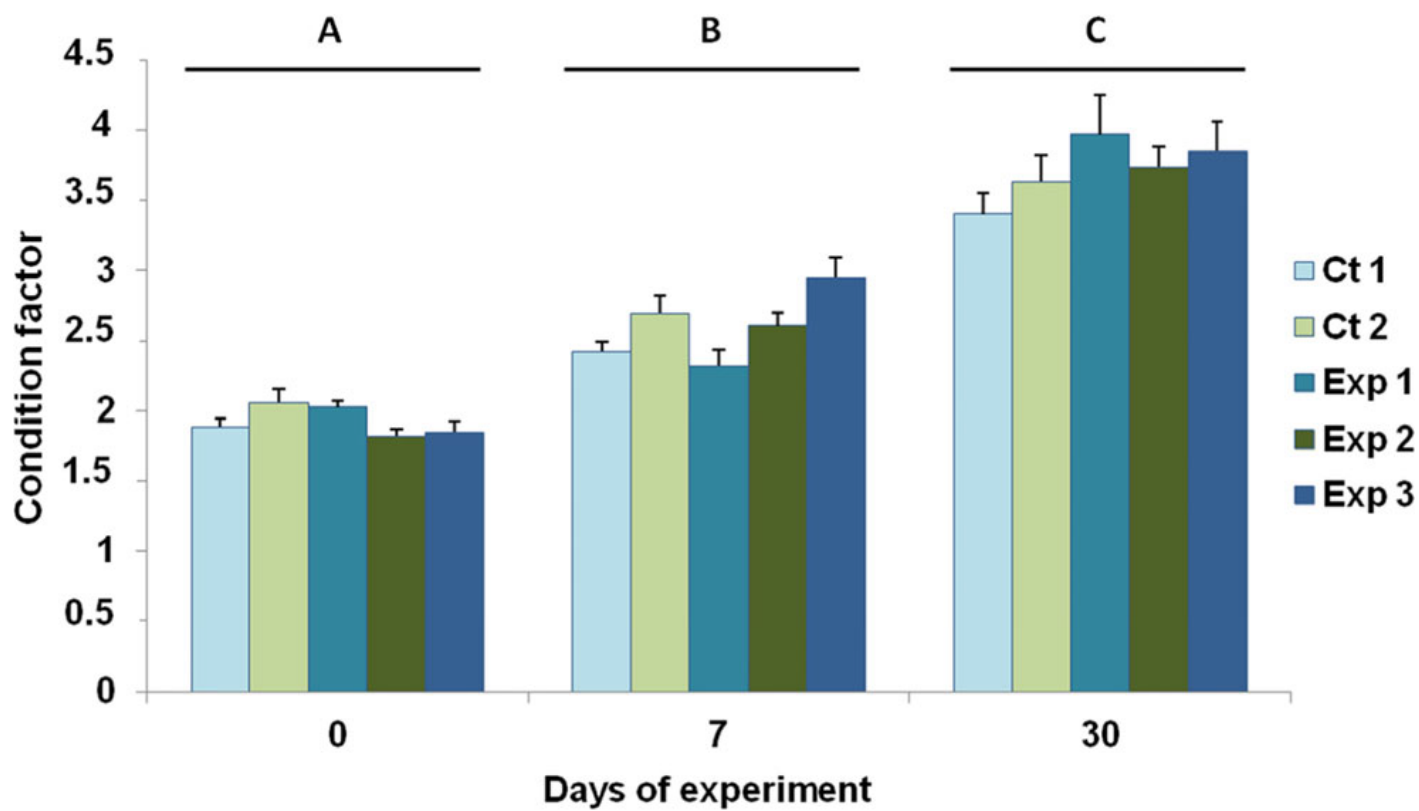 A B C
4.5
4
3.5
3
2.5
2
1.5
1
0.5
0
Condition factor
0 7 30
Days of experiment
Ct 1
Ct 2
Exp 1
Exp 2
Exp 3